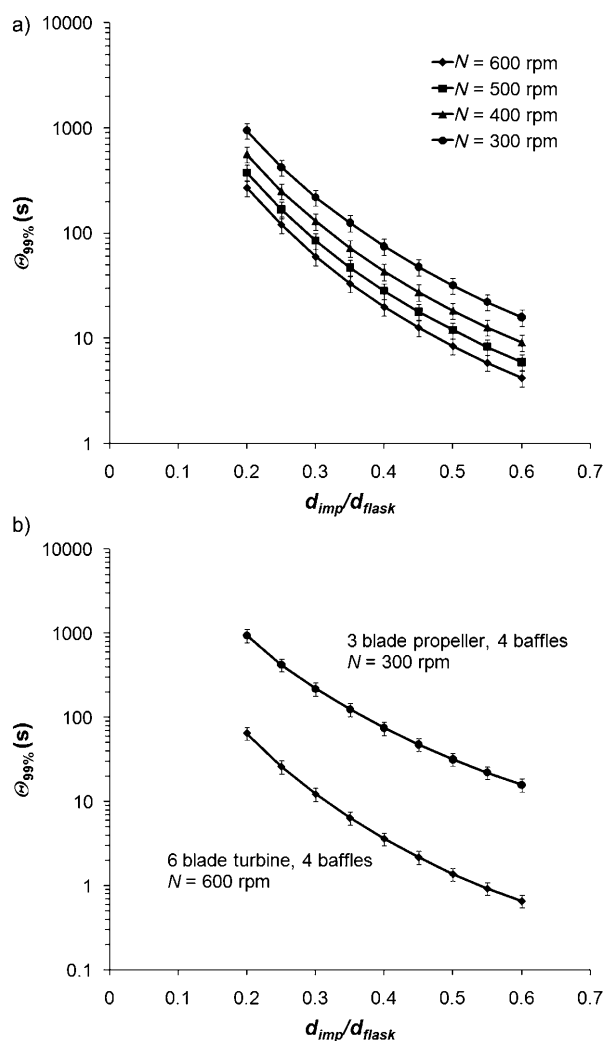 a)
10000
1000
100
10
1
Θ99% (s)
N = 600 rpm
N = 500 rpm
N = 400 rpm
N = 300 rpm
0 0.1 0.2 0.3 0.4 0.5 0.6 0.7
dimp/dflask
b)
10000
1000
100
10
1
0.1
Θ99% (s)
3 blade propeller, 4 baffles
N = 300 rpm
6 blade turbine, 4 baffles
N = 600 rpm
0 0.1 0.2 0.3 0.4 0.5 0.6 0.7
dimp/dflask